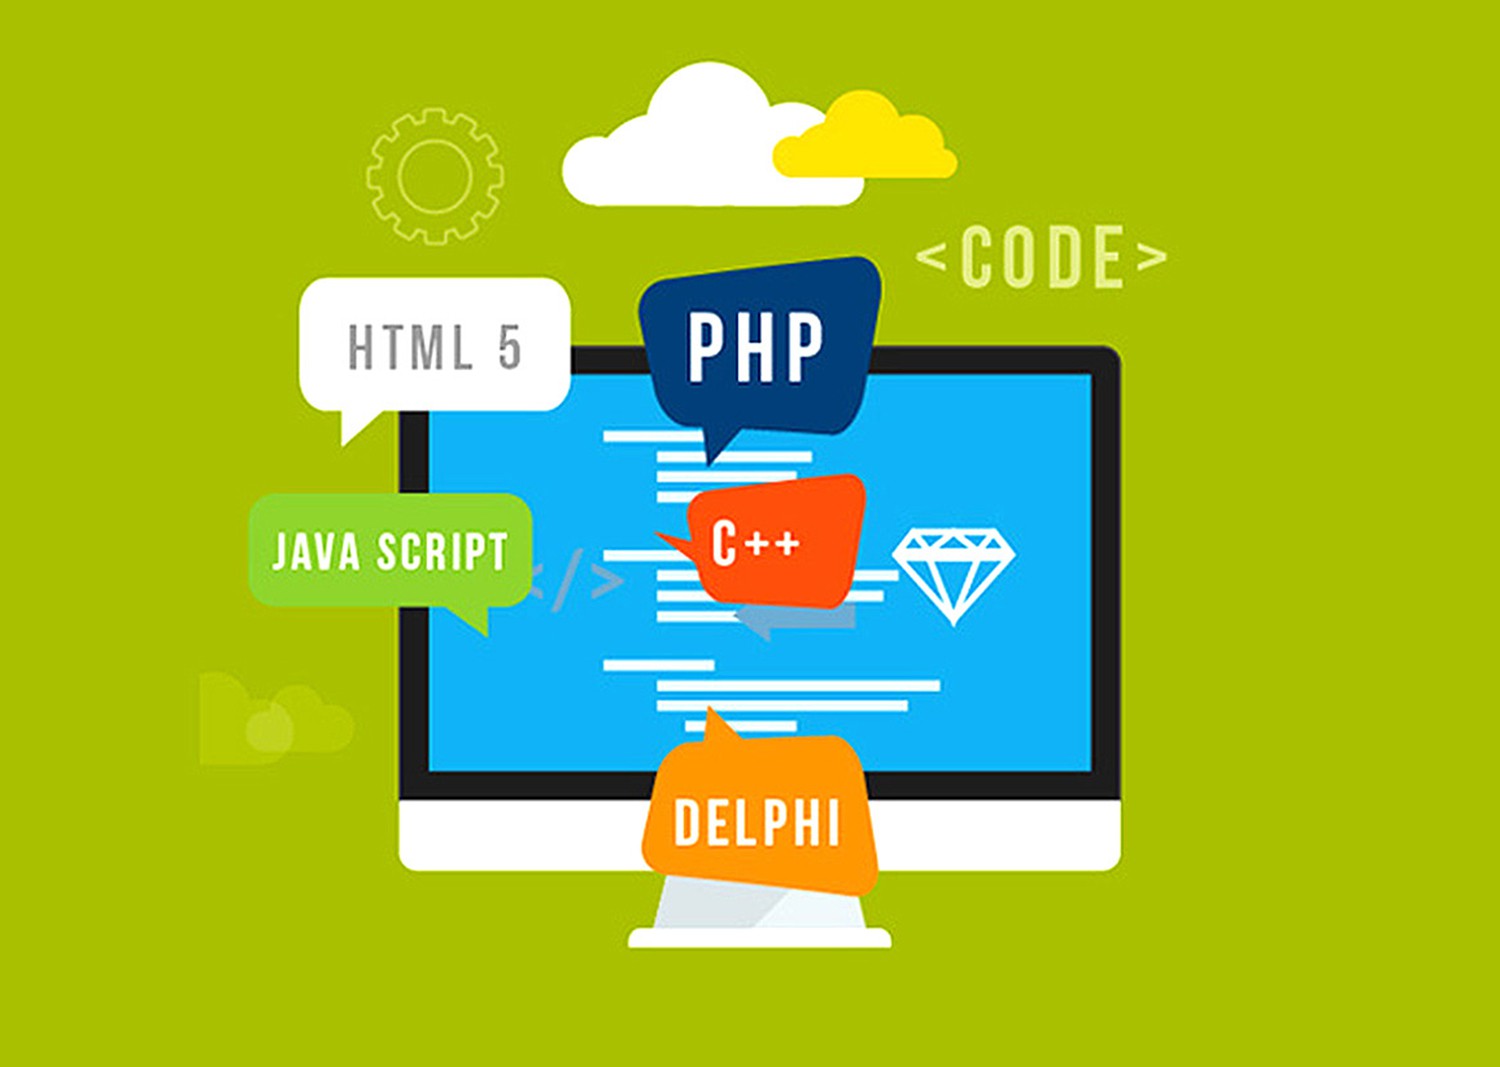 <CODE>
HTML 5
PHP
JAVA SCRIPT
</>
C++
DELPHI